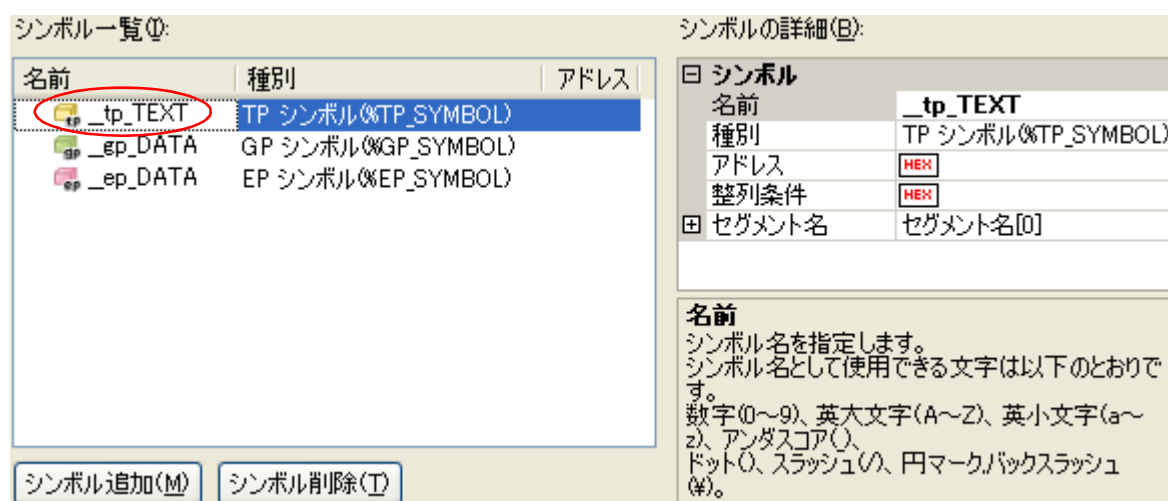 シンボル一覧(I):
名前 種別 アドレス
__tp_TEXT TP シンボル(%TP_SYMBOL)
__gp_DATA GP シンボル(%GP_SYMBOL)
__ep_DATA EP シンボル(%EP_SYMBOL)
シンボル追加(M) シンボル削除(T)
シンボルの詳細(B):
シンボル
名前 __tp_TEXT
種別 TP シンボル(%TP_SYMBOL)
アドレス HEX
整列条件 HEX
セグメント名 セグメント名[0]
名前
シンボル名を指定します。
シンボル名として使用できる文字は以下のとおりで
す。
数字(0～9)、英大文字(A～Z)、英小文字(a～
z)、アンダスコア(_)、
ドット(.)、スラッシュ(/)、円マーク,バックスラッシュ
(¥)。